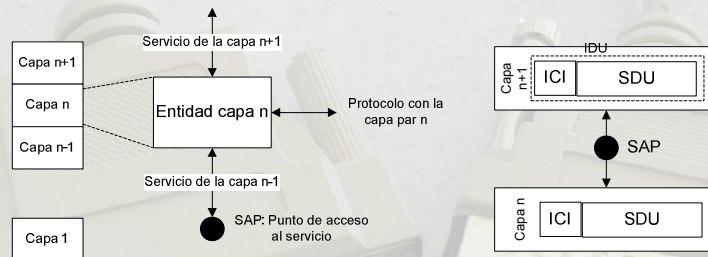 Servicio de la capa n+1
Capa n+1
Capa n
Capa n-1
Capa 1
Entidad capa n
Protocolo con la
capa par n
Servicio de la capa n-1
SAP: Punto de acceso
al servicio
IDU
Capa
n+1
ICI
SDU
SAP
Capa n
ICI
SDU